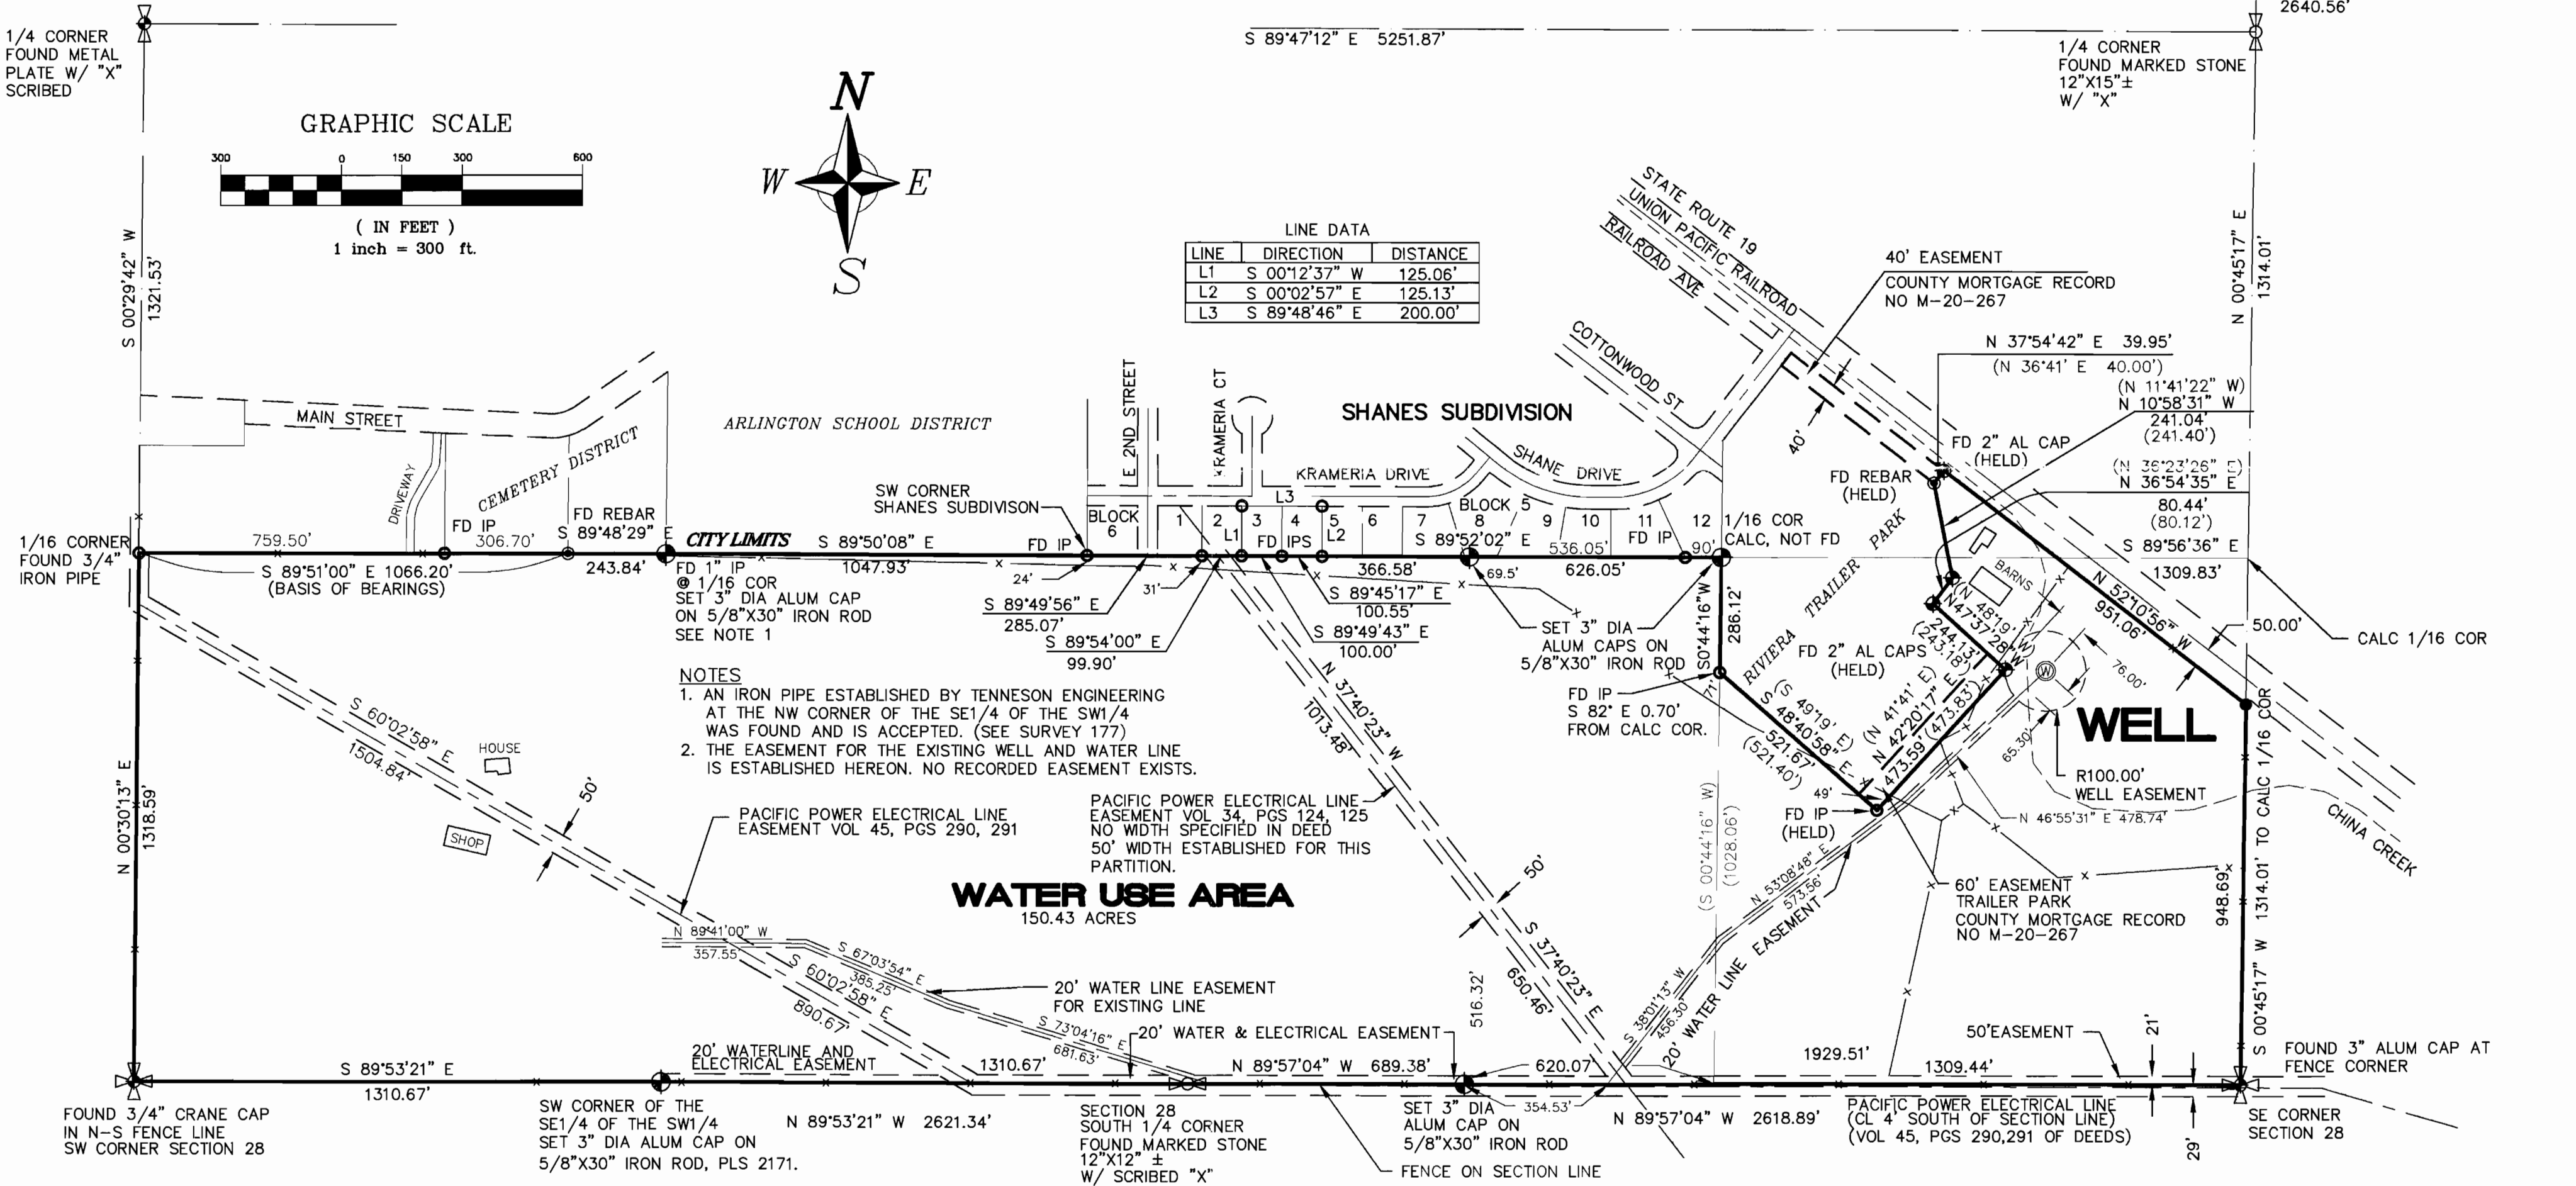 2640.56'
1/4 CORNER
FOUND METAL
PLATE W/ "X"
SCRIBED
S 89°47'12" E 5251.87'
1/4 CORNER
FOUND MARKED STONE
12"X15"±
W/ "X"
GRAPHIC SCALE
300 0 150 300 600
( IN FEET )
1 inch = 300 ft.
N
W E
S
S 00°29'42" W
1321.53'
LINE DATA
LINE DIRECTION DISTANCE
L1 S 00°12'37" W 125.06'
L2 S 00°02'57" E 125.13'
L3 S 89°48'46" E 200.00'
STATE ROUTE 19
UNION PACIFIC RAILROAD
RAILROAD AVE
COTTONWOOD ST
40' EASEMENT
COUNTY MORTGAGE RECORD
NO M-20-267
40'
N 00°45'17" E
1314.01'
N 37°54'42" E 39.95'
(N 36°41' E 40.00')
(N 11°41'22" W)
N 10°58'31" W
241.04'
(241.40')
FD 2" AL CAP
(HELD)
FD REBAR
(HELD)
(N 36°23'26" E)
N 36°54'35" E
80.44'
(80.12')
S 89°56'36" E
1309.83'
MAIN STREET
DRIVEWAY
CEMETERY DISTRICT
ARLINGTON SCHOOL DISTRICT
E 2ND STREET
KRAMERIA CT
SHANES SUBDIVISION
KRAMERIA DRIVE
SHANE DRIVE
SW CORNER
SHANES SUBDIVISON
BLOCK
6
L3
BLOCK 5
1 2 3 4 5 6 7 8 9 10 11 12
L1
L2
FD IPS
1/16 COR
CALC, NOT FD
1/16 CORNER
FOUND 3/4"
IRON PIPE
759.50'
FD IP
306.70'
FD REBAR
S 89°48'29" E
243.84'
S 89°51'00" E 1066.20'
(BASIS OF BEARINGS)
CITY LIMITS
S 89°50'08" E
1047.93'
FD IP
24'
31'
FD 1" IP
@ 1/16 COR
SET 3" DIA ALUM CAP
ON 5/8"X30" IRON ROD
SEE NOTE 1
S 89°49'56" E
285.07'
S 89°54'00" E
99.90'
S 89°52'02" E
536.05'
FD IP
90'
366.58'
69.5'
626.05'
S 89°45'17" E
100.55'
S 89°49'43" E
100.00'
SET 3" DIA
ALUM CAPS ON
5/8"X30" IRON ROD
S0°44'16"W
286.12'
71'
FD IP
S 82° E 0.70'
FROM CALC COR.
RIVIERA TRAILER PARK
BARNS
N 52°10'56" W
951.06'
50.00'
CALC 1/16 COR
(N 48°19' W)
N47°37'28"W
244.13'
(243.18')
FD 2" AL CAPS
(HELD)
W
76.00'
65.30'
WELL
R100.00'
WELL EASEMENT
(S 49°19' E)
S 48°40'58" E
521.67'
(521.40')
(N 41°41' E)
N 42°20'17" E
473.59' (473.83')
49'
FD IP
(HELD)
N 46°55'31" E 478.74'
CHINA CREEK
NOTES
1. AN IRON PIPE ESTABLISHED BY TENNESON ENGINEERING
AT THE NW CORNER OF THE SE1/4 OF THE SW1/4
WAS FOUND AND IS ACCEPTED. (SEE SURVEY 177)
2. THE EASEMENT FOR THE EXISTING WELL AND WATER LINE
IS ESTABLISHED HEREON. NO RECORDED EASEMENT EXISTS.
N 37°40'23" W
1013.48'
N 00°30'13" E
1318.59'
S 60°02'58" E
1504.84'
HOUSE
SHOP
50'
PACIFIC POWER ELECTRICAL LINE
EASEMENT VOL 45, PGS 290, 291
PACIFIC POWER ELECTRICAL LINE
EASEMENT VOL 34, PGS 124, 125
NO WIDTH SPECIFIED IN DEED
50' WIDTH ESTABLISHED FOR THIS
PARTITION.
50'
WATER USE AREA
150.43 ACRES
(S 00°44'16" W)
(1028.06')
N 53°08'48" E
573.56'
20' WATER LINE EASEMENT
60' EASEMENT
TRAILER PARK
COUNTY MORTGAGE RECORD
NO M-20-267
948.69'
S 00°45'17" W 1314.01' TO CALC 1/16 COR
N 89°41'00" W
357.55'
S 67°03'54" E
385.25'
S 60°02'58" E
890.67'
20' WATER LINE EASEMENT
FOR EXISTING LINE
S 73°04'16" E
681.63'
S 37°40'23" E
650.46'
516.32'
S 38°01'13" W
456.30'
20' WATERLINE AND
ELECTRICAL EASEMENT
20' WATER & ELECTRICAL EASEMENT
S 89°53'21" E
1310.67'
1310.67'
N 89°57'04" W 689.38'
620.07'
1929.51'
1309.44'
50'EASEMENT
21'
29'
FOUND 3" ALUM CAP AT
FENCE CORNER
FOUND 3/4" CRANE CAP
IN N-S FENCE LINE
SW CORNER SECTION 28
SW CORNER OF THE
SE1/4 OF THE SW1/4
SET 3" DIA ALUM CAP ON
5/8"X30" IRON ROD, PLS 2171.
N 89°53'21" W 2621.34'
SECTION 28
SOUTH 1/4 CORNER
FOUND MARKED STONE
12"X12" ±
W/ SCRIBED "X"
SET 3" DIA
ALUM CAP ON
5/8"X30" IRON ROD
354.53'
FENCE ON SECTION LINE
N 89°57'04" W 2618.89'
PACIFIC POWER ELECTRICAL LINE
(CL 4' SOUTH OF SECTION LINE)
(VOL 45, PGS 290,291 OF DEEDS)
SE CORNER
SECTION 28